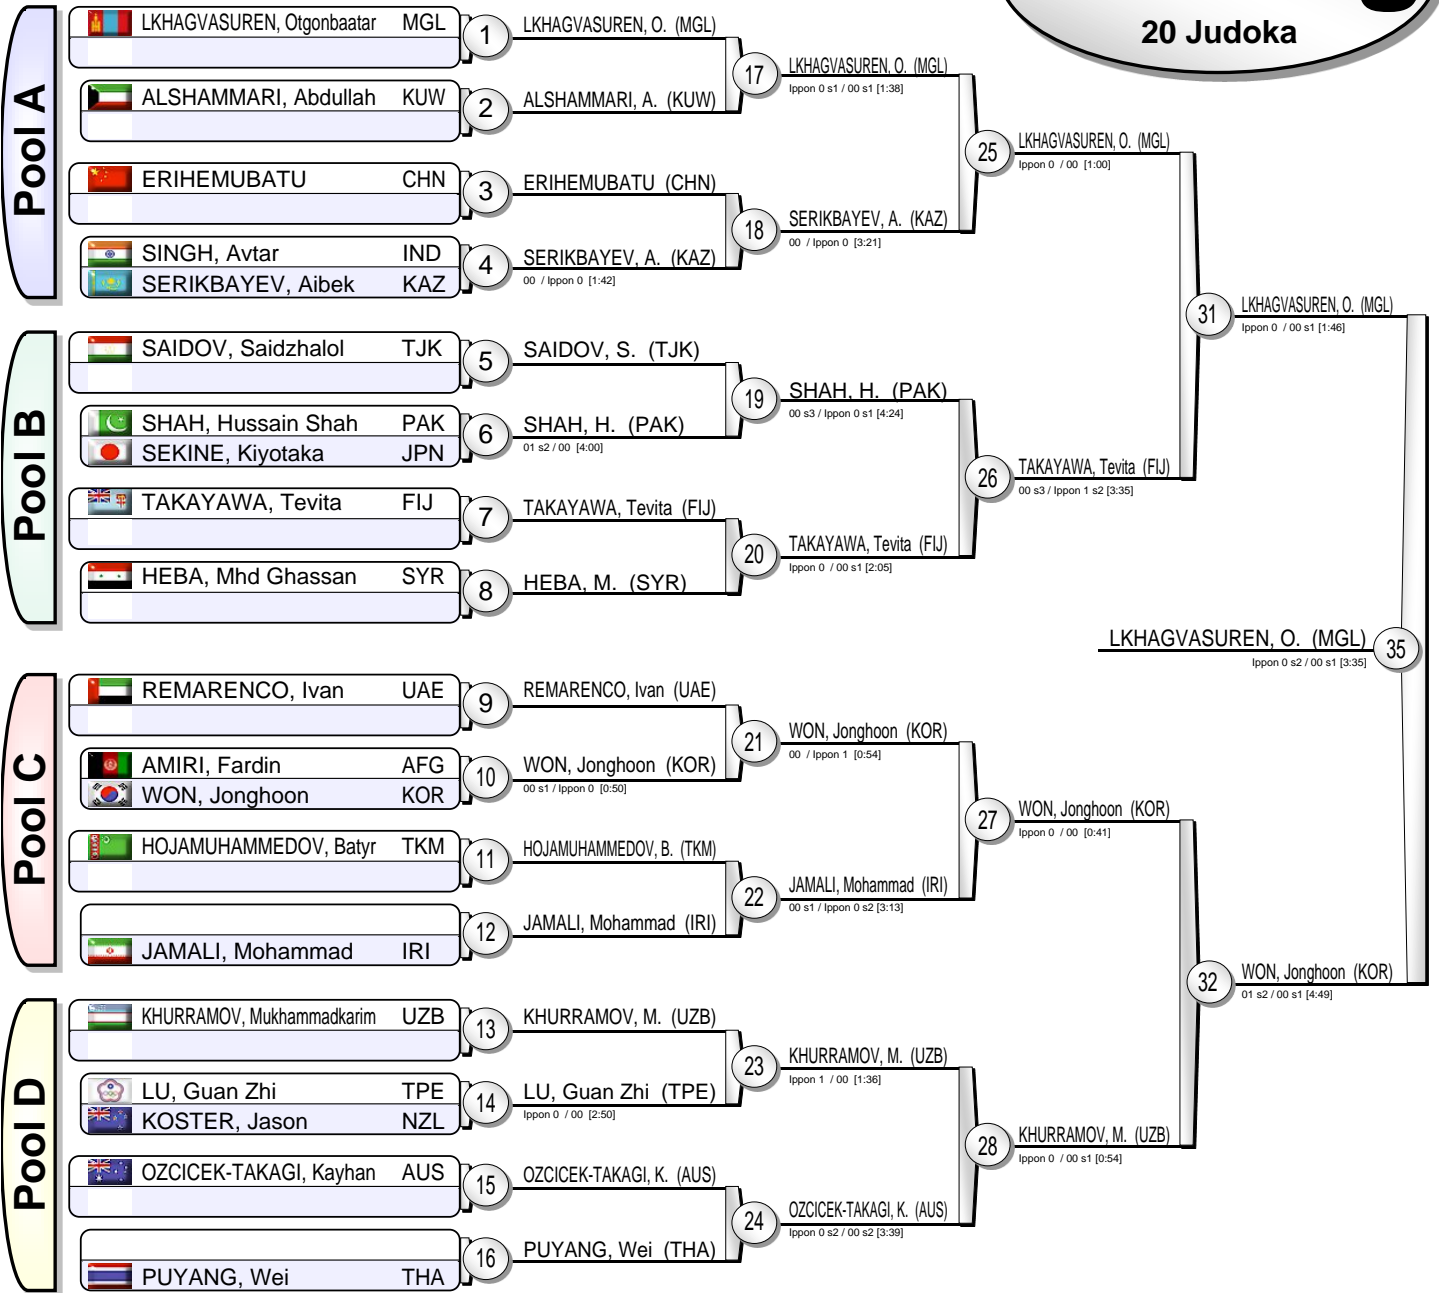 20 Judoka
Pool A
LKHAGVASUREN, Otgonbaatar MGL
1
LKHAGVASUREN, O. (MGL)
ALSHAMMARI, Abdullah KUW
2
ALSHAMMARI, A. (KUW)
17
LKHAGVASUREN, O. (MGL)
Ippon 0 s1 / 00 s1 [1:38]
ERIHEMUBATU CHN
3
ERIHEMUBATU (CHN)
SINGH, Avtar IND
SERIKBAYEV, Aibek KAZ
4
SERIKBAYEV, A. (KAZ)
00 / Ippon 0 [1:42]
18
SERIKBAYEV, A. (KAZ)
00 / Ippon 0 [3:21]
25
LKHAGVASUREN, O. (MGL)
Ippon 0 / 00 [1:00]
Pool B
SAIDOV, Saidzhalol TJK
5
SAIDOV, S. (TJK)
SHAH, Hussain Shah PAK
SEKINE, Kiyotaka JPN
6
SHAH, H. (PAK)
01 s2 / 00 [4:00]
19
SHAH, H. (PAK)
00 s3 / Ippon 0 s1 [4:24]
TAKAYAWA, Tevita FIJ
7
TAKAYAWA, Tevita (FIJ)
HEBA, Mhd Ghassan SYR
8
HEBA, M. (SYR)
20
TAKAYAWA, Tevita (FIJ)
Ippon 0 / 00 s1 [2:05]
26
TAKAYAWA, Tevita (FIJ)
00 s3 / Ippon 1 s2 [3:35]
31
LKHAGVASUREN, O. (MGL)
Ippon 0 / 00 s1 [1:46]
LKHAGVASUREN, O. (MGL)
35
Ippon 0 s2 / 00 s1 [3:35]
Pool C
REMARENCO, Ivan UAE
9
REMARENCO, Ivan (UAE)
AMIRI, Fardin AFG
WON, Jonghoon KOR
10
WON, Jonghoon (KOR)
00 s1 / Ippon 0 [0:50]
21
WON, Jonghoon (KOR)
00 / Ippon 1 [0:54]
HOJAMUHAMMEDOV, Batyr TKM
11
HOJAMUHAMMEDOV, B. (TKM)
JAMALI, Mohammad IRI
12
JAMALI, Mohammad (IRI)
22
JAMALI, Mohammad (IRI)
00 s1 / Ippon 0 s2 [3:13]
27
WON, Jonghoon (KOR)
Ippon 0 / 00 [0:41]
Pool D
KHURRAMOV, Mukhammadkarim UZB
13
KHURRAMOV, M. (UZB)
LU, Guan Zhi TPE
KOSTER, Jason NZL
14
LU, Guan Zhi (TPE)
Ippon 0 / 00 [2:50]
23
KHURRAMOV, M. (UZB)
Ippon 1 / 00 [1:36]
OZCICEK-TAKAGI, Kayhan AUS
15
OZCICEK-TAKAGI, K. (AUS)
PUYANG, Wei THA
16
PUYANG, Wei (THA)
24
OZCICEK-TAKAGI, K. (AUS)
Ippon 0 s2 / 00 s2 [3:39]
28
KHURRAMOV, M. (UZB)
Ippon 0 / 00 s1 [0:54]
32
WON, Jonghoon (KOR)
01 s2 / 00 s1 [4:49]